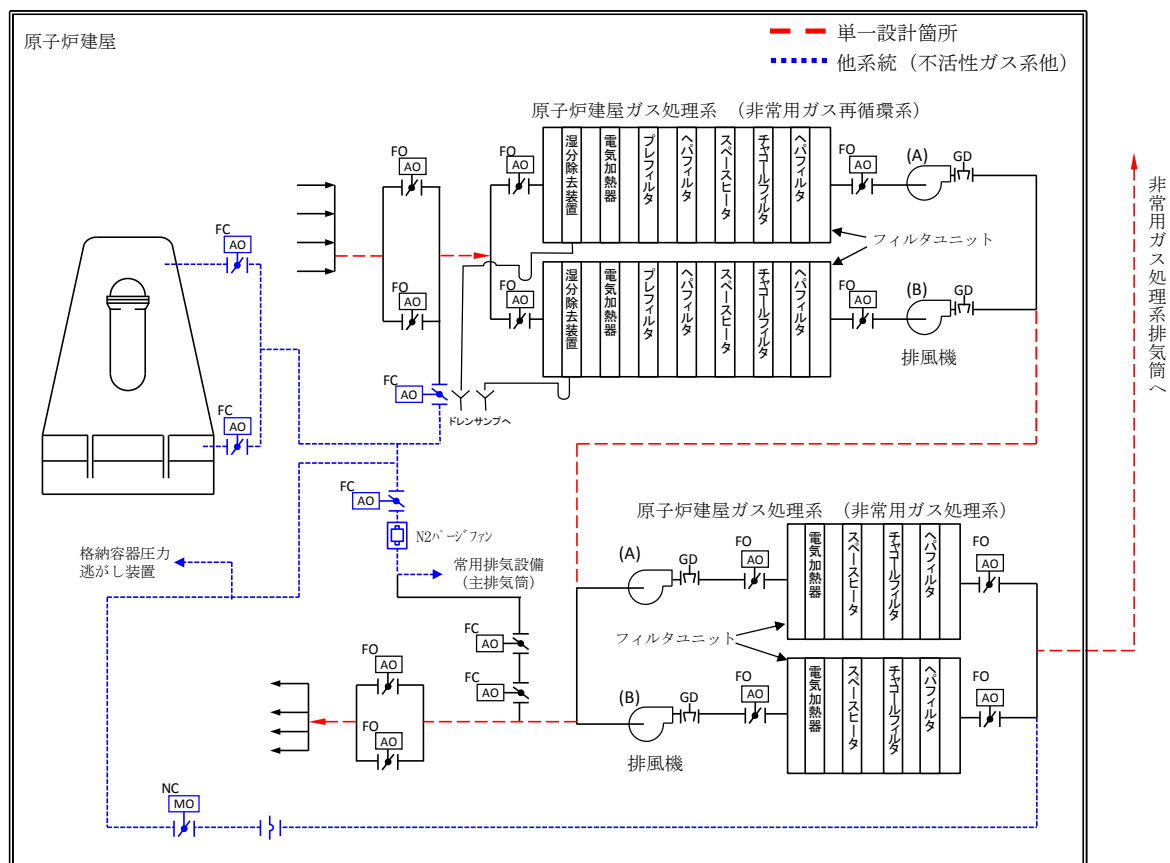 原子炉建屋
単一設計箇所
他系統（不活性ガス系他）
原子炉建屋ガス処理系　（非常用ガス再循環系）
FO
AO
FO
AO
湿分除去装置
電気加熱器
プレフィルタ
ヘパフィルタ
スペースヒータ
チャコールフィルタ
ヘパフィルタ
FO
AO
(A)
GD
非常用ガス処理系排気筒へ
フィルタユニット
FC
AO
FO
AO
FO
AO
湿分除去装置
電気加熱器
プレフィルタ
ヘパフィルタ
スペースヒータ
チャコールフィルタ
ヘパフィルタ
FO
AO
(B)
GD
排風機
FC
AO
FC
AO
ドレンサンプへ
FC
AO
N2ﾊﾟｰｼﾞﾌｧﾝ
原子炉建屋ガス処理系　（非常用ガス処理系）
格納容器圧力
逃がし装置
常用排気設備
（主排気筒）
(A)
GD
FO
AO
電気加熱器
スペースヒータ
チャコールフィルタ
ヘパフィルタ
FO
AO
フィルタユニット
FC
AO
FC
AO
FO
AO
FO
AO
(B)
GD
FO
AO
電気加熱器
スペースヒータ
チャコールフィルタ
ヘパフィルタ
FO
AO
排風機
NC
MO